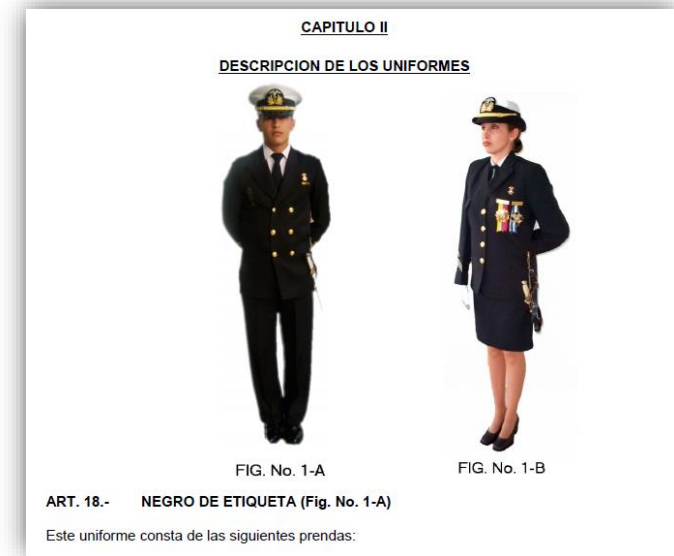 CAPITULO II
DESCRIPCION DE LOS UNIFORMES
FIG. No. 1-A
FIG. No. 1-B
ART. 18.- NEGRO DE ETIQUETA (Fig. No. 1-A)
Este uniforme consta de las siguientes prendas: